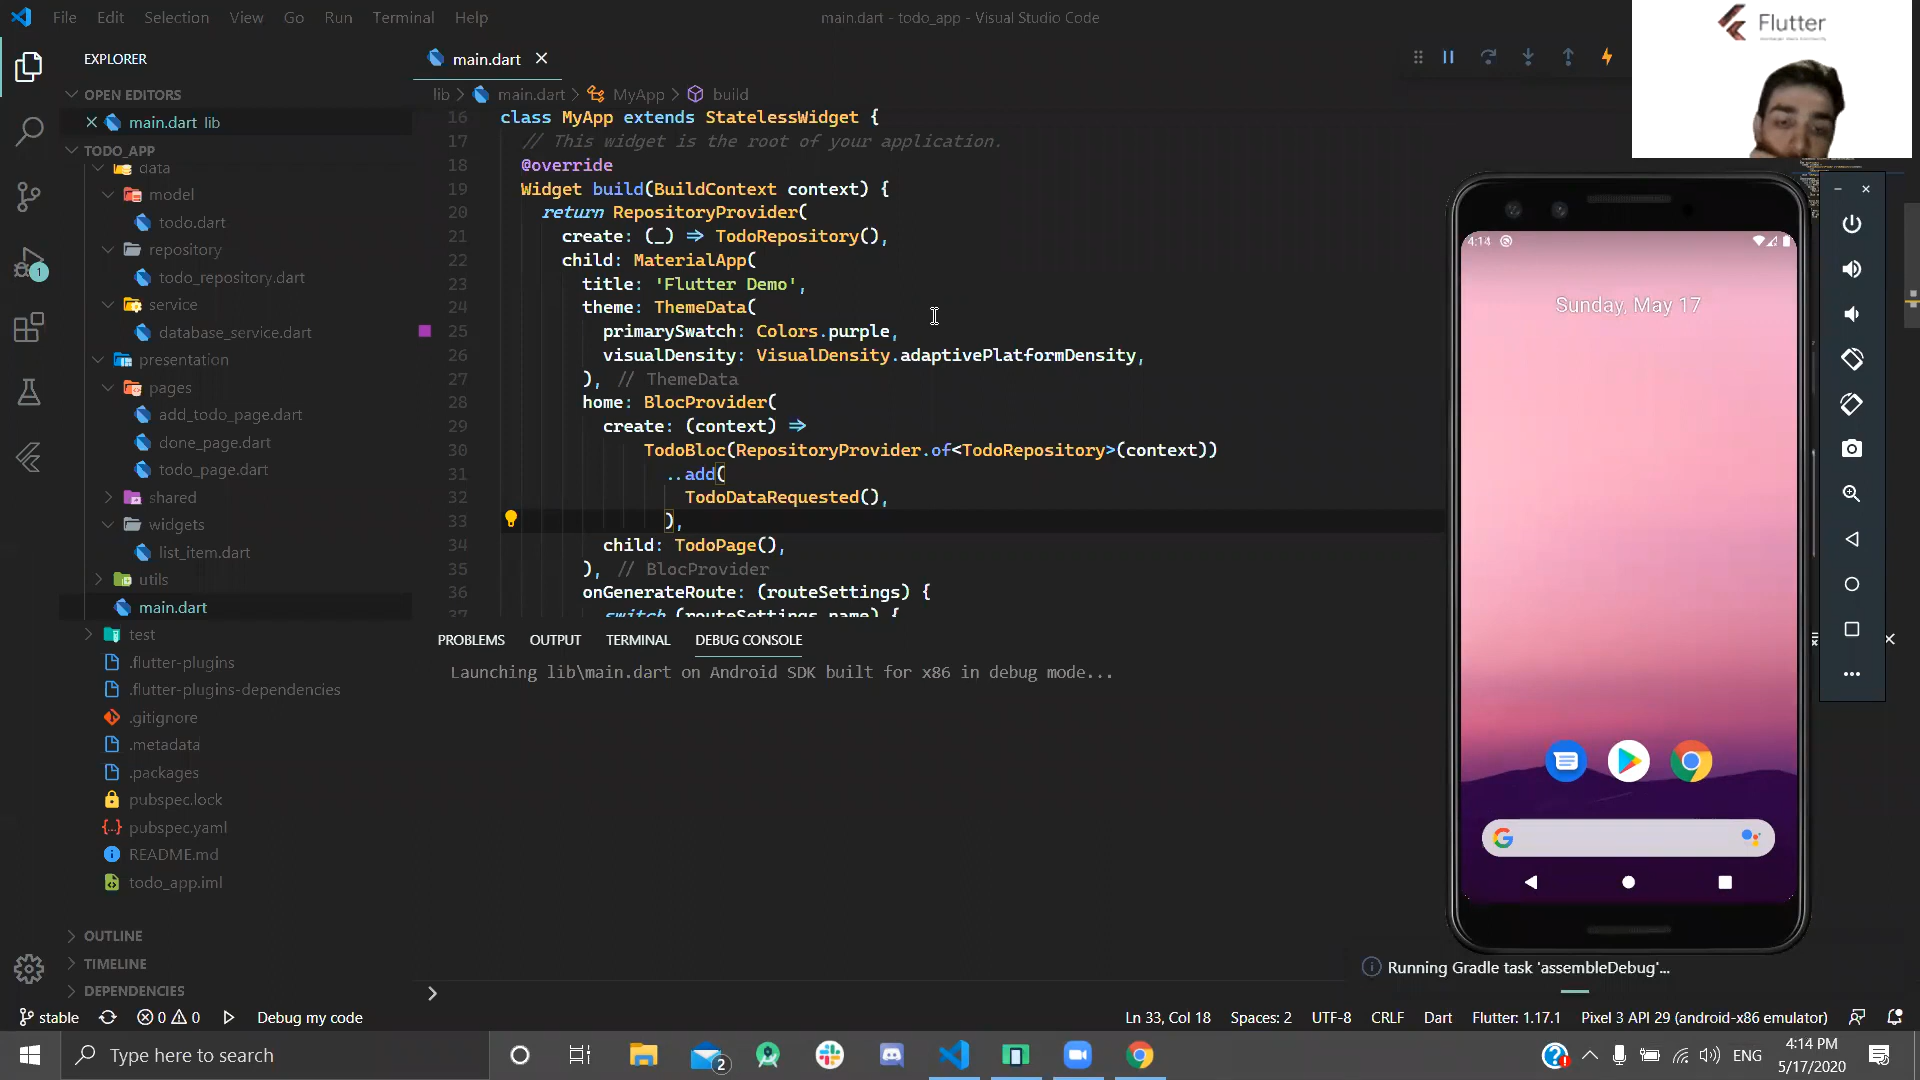 File Edit Selection View Go Run Terminal Help
main.dart - todo_app - Visual Studio Code
Flutter
EXPLORER
main.dart
OPEN EDITORS
main.dart lib
TODO_APP
data
model
todo.dart
repository
todo_repository.dart
service
database_service.dart
presentation
pages
add_todo_page.dart
done_page.dart
todo_page.dart
shared
widgets
list_item.dart
utils
main.dart
test
.flutter-plugins
.flutter-plugins-dependencies
.gitignore
.metadata
.packages
pubspec.lock
pubspec.yaml
README.md
todo_app.iml
OUTLINE
TIMELINE
DEPENDENCIES
1
lib > main.dart > MyApp > build
16 class MyApp extends StatelessWidget {
17 // This widget is the root of your application.
18 @override
19 Widget build(BuildContext context) {
20 return RepositoryProvider(
21 create: (_) => TodoRepository(),
22 child: MaterialApp(
23 title: 'Flutter Demo',
24 theme: ThemeData(
25 primarySwatch: Colors.purple,
26 visualDensity: VisualDensity.adaptivePlatformDensity,
27 ), // ThemeData
28 home: BlocProvider(
29 create: (context) =>
30 TodoBloc(RepositoryProvider.of<TodoRepository>(context))
31 ..add(
32 TodoDataRequested(),
33 ),
34 child: TodoPage(),
35 ), // BlocProvider
36 onGenerateRoute: (routeSettings) {
37 switch (routeSettings.name) {
PROBLEMS OUTPUT TERMINAL DEBUG CONSOLE
Launching lib\main.dart on Android SDK built for x86 in debug mode...
4:14
Sunday, May 17
Running Gradle task 'assembleDebug'...
stable 0 0 Debug my code
Ln 33, Col 18 Spaces: 2 UTF-8 CRLF Dart Flutter: 1.17.1 Pixel 3 API 29 (android-x86 emulator)
Type here to search
2
ENG
4:14 PM
5/17/2020